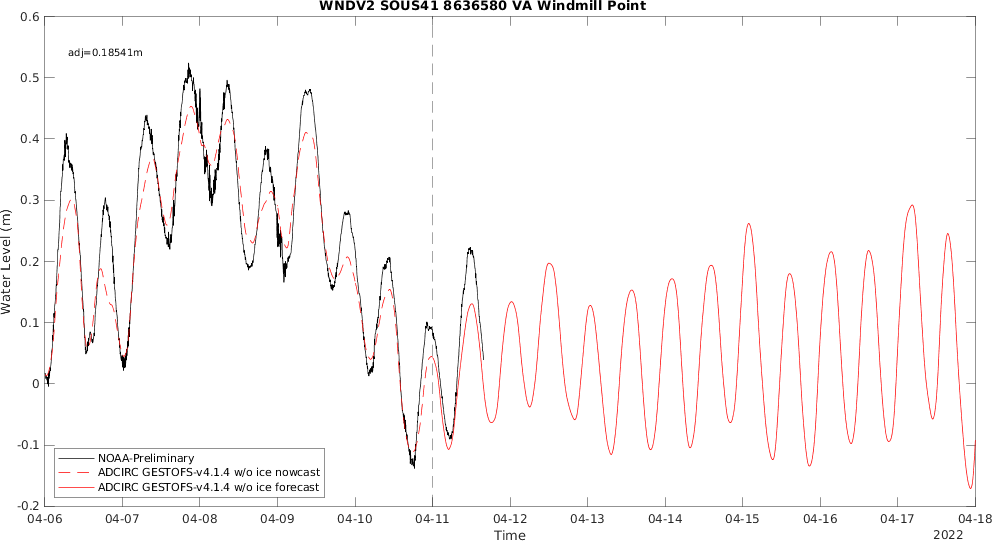 WNDV2 SOUS41 8636580 VA Windmill Point
adj=0.18541m
0.6
0.5
0.4
0.3
0.2
0.1
0
-0.1
-0.2
Water Level (m)
NOAA-Preliminary
ADCIRC GESTOFS-v4.1.4 w/o ice nowcast
ADCIRC GESTOFS-v4.1.4 w/o ice forecast
04-06 04-07 04-08 04-09 04-10 04-11 04-12 04-13 04-14 04-15 04-16 04-17 04-18
Time
2022